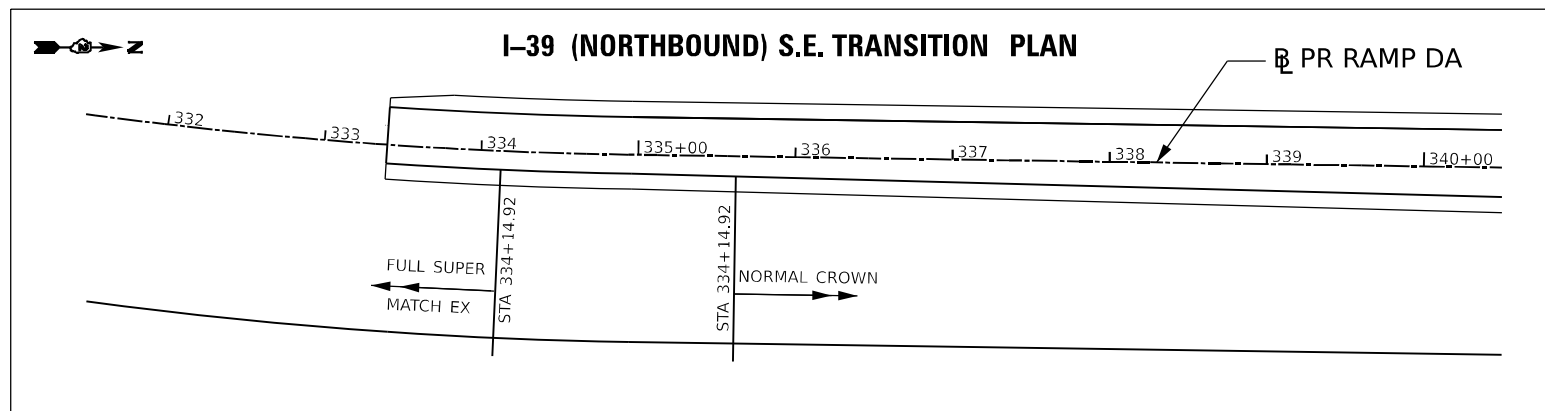 I-39 (NORTHBOUND) S.E. TRANSITION PLAN
N
BL PR RAMP DA
332
333
334
335+00
336
337
338
339
340+00
STA 334+14.92
STA 334+14.92
FULL SUPER
MATCH EX
NORMAL CROWN